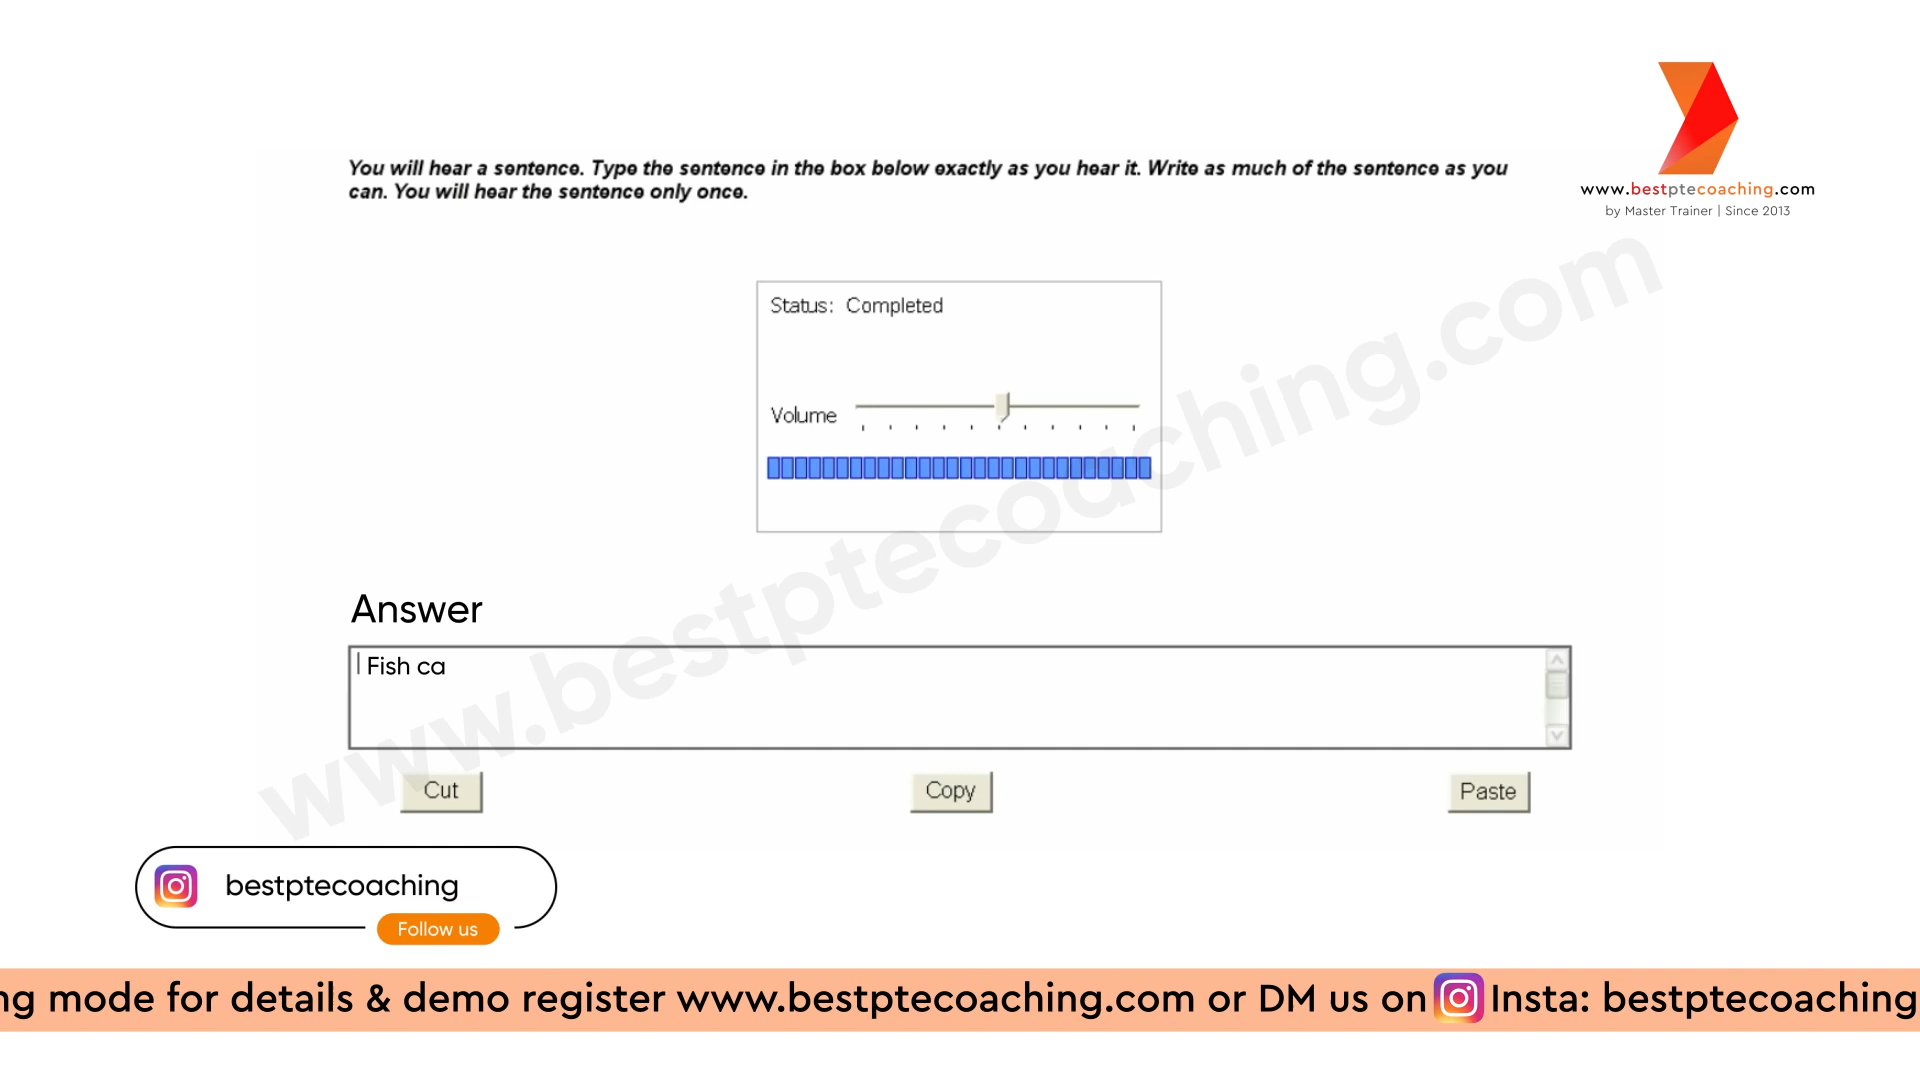 www.bestptecoaching.com
by Master Trainer | Since 2013
You will hear a sentence. Type the sentence in the box below exactly as you hear it. Write as much of the sentence as you
can. You will hear the sentence only once.
Status: Completed
Volume
www.bestptecoaching.com
Answer
Fish ca
Cut
Copy
Paste
bestptecoaching
Follow us
ng mode for details & demo register www.bestptecoaching.com or DM us on Insta: bestptecoaching